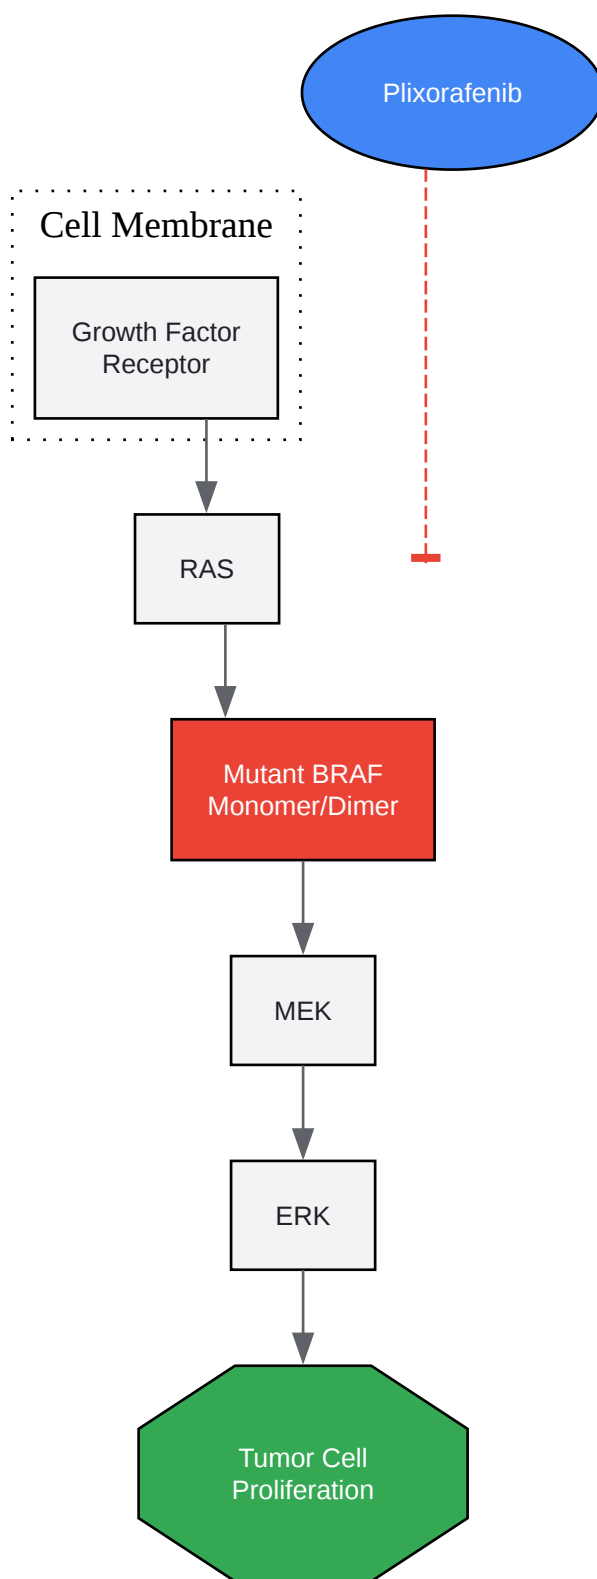 Plixorafenib
Cell Membrane
Growth Factor
Receptor
RAS
Mutant BRAF
Monomer/Dimer
MEK
ERK
Tumor Cell
Proliferation